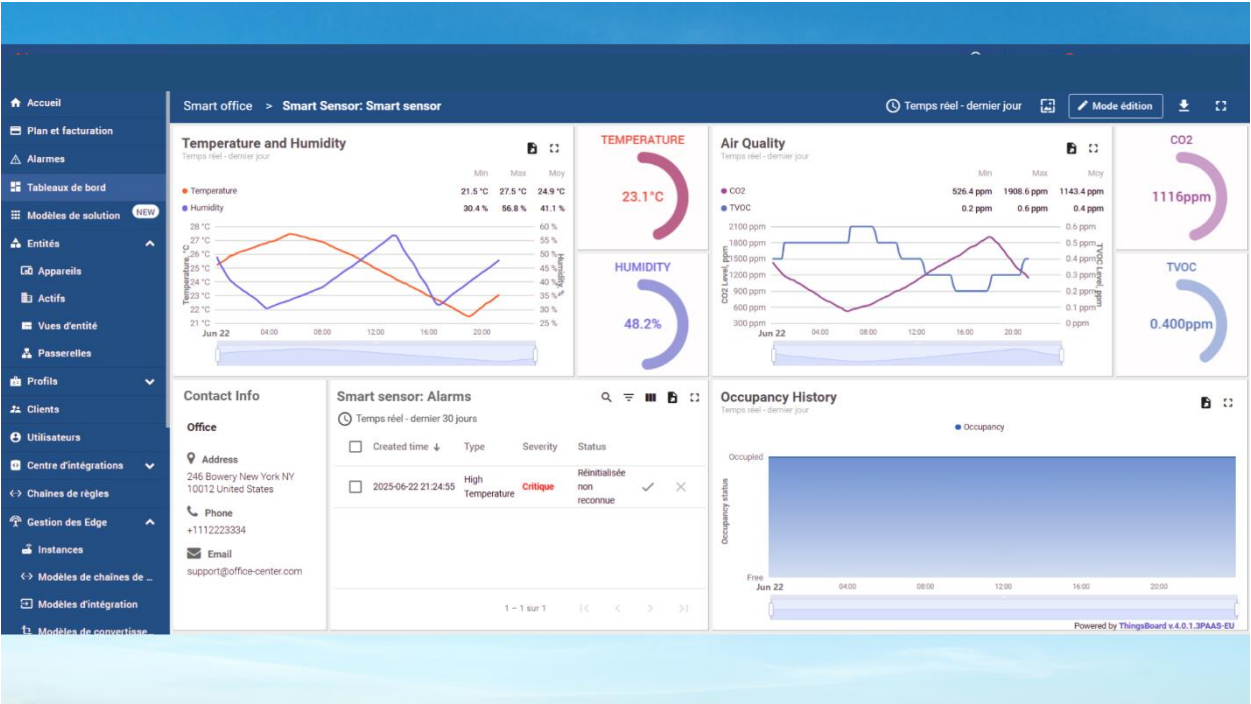 Accueil
Plan et facturation
Alarmes
Tableaux de bord
Modèles de solution NEW
Entités
Appareils
Actifs
Vues d'entité
Passerelles
Profils
Clients
Utilisateurs
Centre d'intégrations
Chaînes de règles
Gestion des Edge
Instances
Modèles de chaînes de ...
Modèles d'intégration
Modèles de convertisse...
Smart office > Smart Sensor: Smart sensor
Temps réel - dernier jour
Mode édition
Temperature and Humidity
Temps réel - dernier jour
Min Max Moy
Temperature 21.5 °C 27.5 °C 24.9 °C
Humidity 30.4 % 56.8 % 41.1 %
28 °C
27 °C
26 °C
25 °C
24 °C
23 °C
22 °C
21 °C
Temperature, °C
60 %
55 %
50 %
45 %
40 %
35 %
30 %
25 %
Humidity, %
Jun 22 04:00 08:00 12:00 16:00 20:00
TEMPERATURE
23.1°C
HUMIDITY
48.2%
Air Quality
Temps réel - dernier jour
Min Max Moy
CO2 526.4 ppm 1908.6 ppm 1143.4 ppm
TVOC 0.2 ppm 0.6 ppm 0.4 ppm
2100 ppm
1800 ppm
1500 ppm
1200 ppm
900 ppm
600 ppm
300 ppm
CO2 Level, ppm
0.6 ppm
0.5 ppm
0.4 ppm
0.3 ppm
0.2 ppm
0.1 ppm
0 ppm
TVOC Level, ppm
Jun 22 04:00 08:00 12:00 16:00 20:00
CO2
1116ppm
TVOC
0.400ppm
Contact Info
Office
Address
246 Bowery New York NY
10012 United States
Phone
+1112223334
Email
support@office-center.com
Smart sensor: Alarms
Temps réel - dernier 30 jours
Created time Type Severity Status
2025-06-22 21:24:55 High Temperature Critique Réinitialisée non reconnue
1 – 1 sur 1
Occupancy History
Temps réel - dernier jour
Occupancy
Occupied
Occupancy status
Free
Jun 22 04:00 08:00 12:00 16:00 20:00
Powered by ThingsBoard v.4.0.1.3PAAS-EU